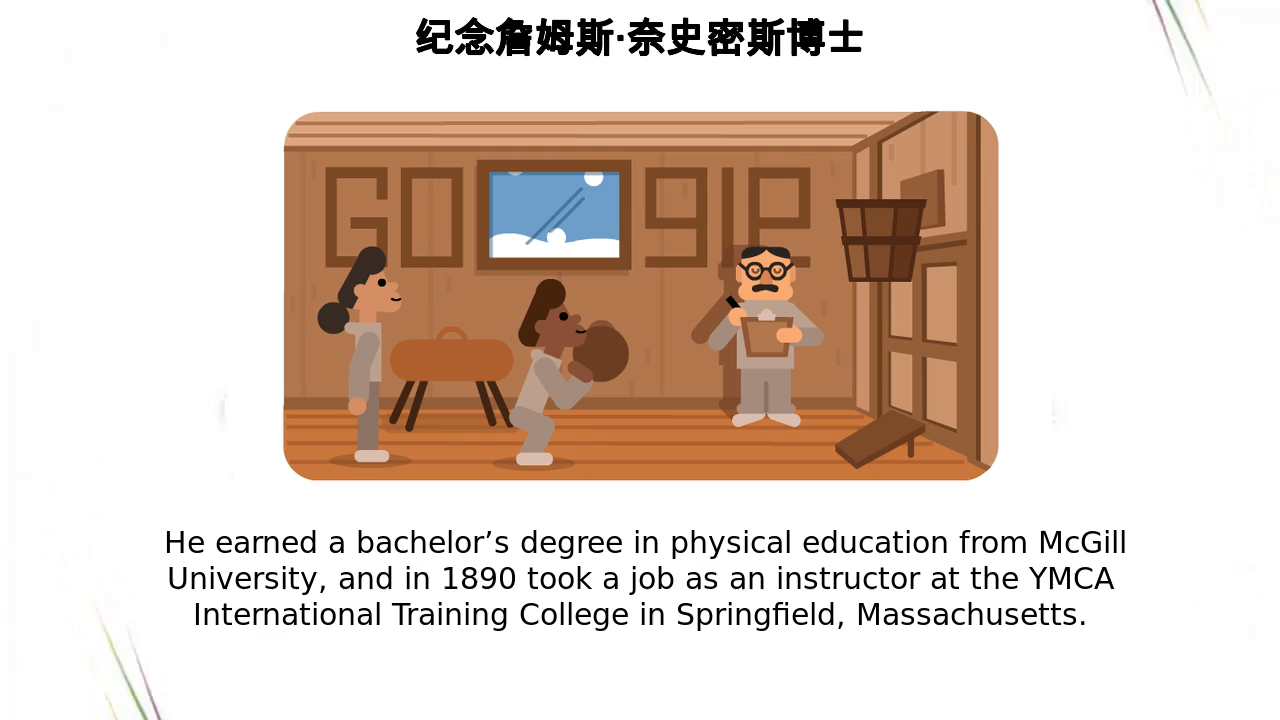 纪念詹姆斯·奈史密斯博士
GO 9lE
He earned a bachelor’s degree in physical education from McGill
University, and in 1890 took a job as an instructor at the YMCA
International Training College in Springfield, Massachusetts.